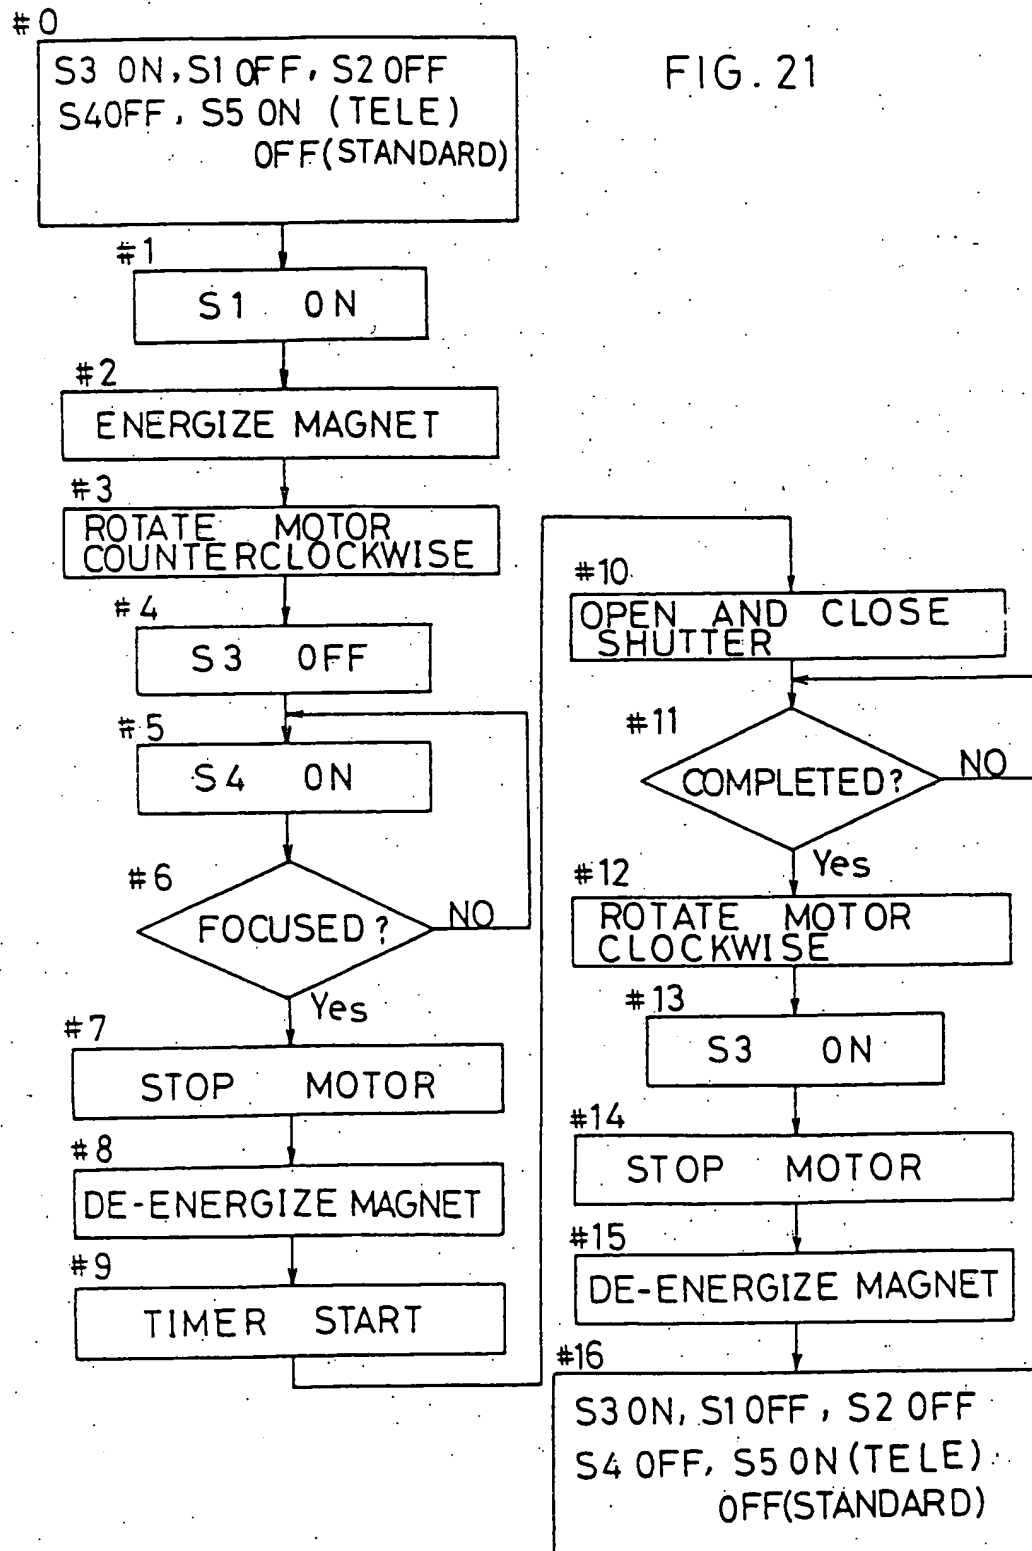 FIG. 21
#0
S3 ON, S1 OFF, S2 OFF
S4 OFF, S5 ON (TELE)
OFF(STANDARD)
#1
S1 ON
#2
ENERGIZE MAGNET
#3
ROTATE MOTOR
COUNTERCLOCKWISE
#4
S3 OFF
#5
S4 ON
#6
FOCUSED?
NO
Yes
#7
STOP MOTOR
#8
DE-ENERGIZE MAGNET
#9
TIMER START
#10
OPEN AND CLOSE
SHUTTER
#11
COMPLETED?
NO
Yes
#12
ROTATE MOTOR
CLOCKWISE
#13
S3 ON
#14
STOP MOTOR
#15
DE-ENERGIZE MAGNET
#16
S3 ON, S1 OFF, S2 OFF
S4 OFF, S5 ON (TELE)
OFF(STANDARD)